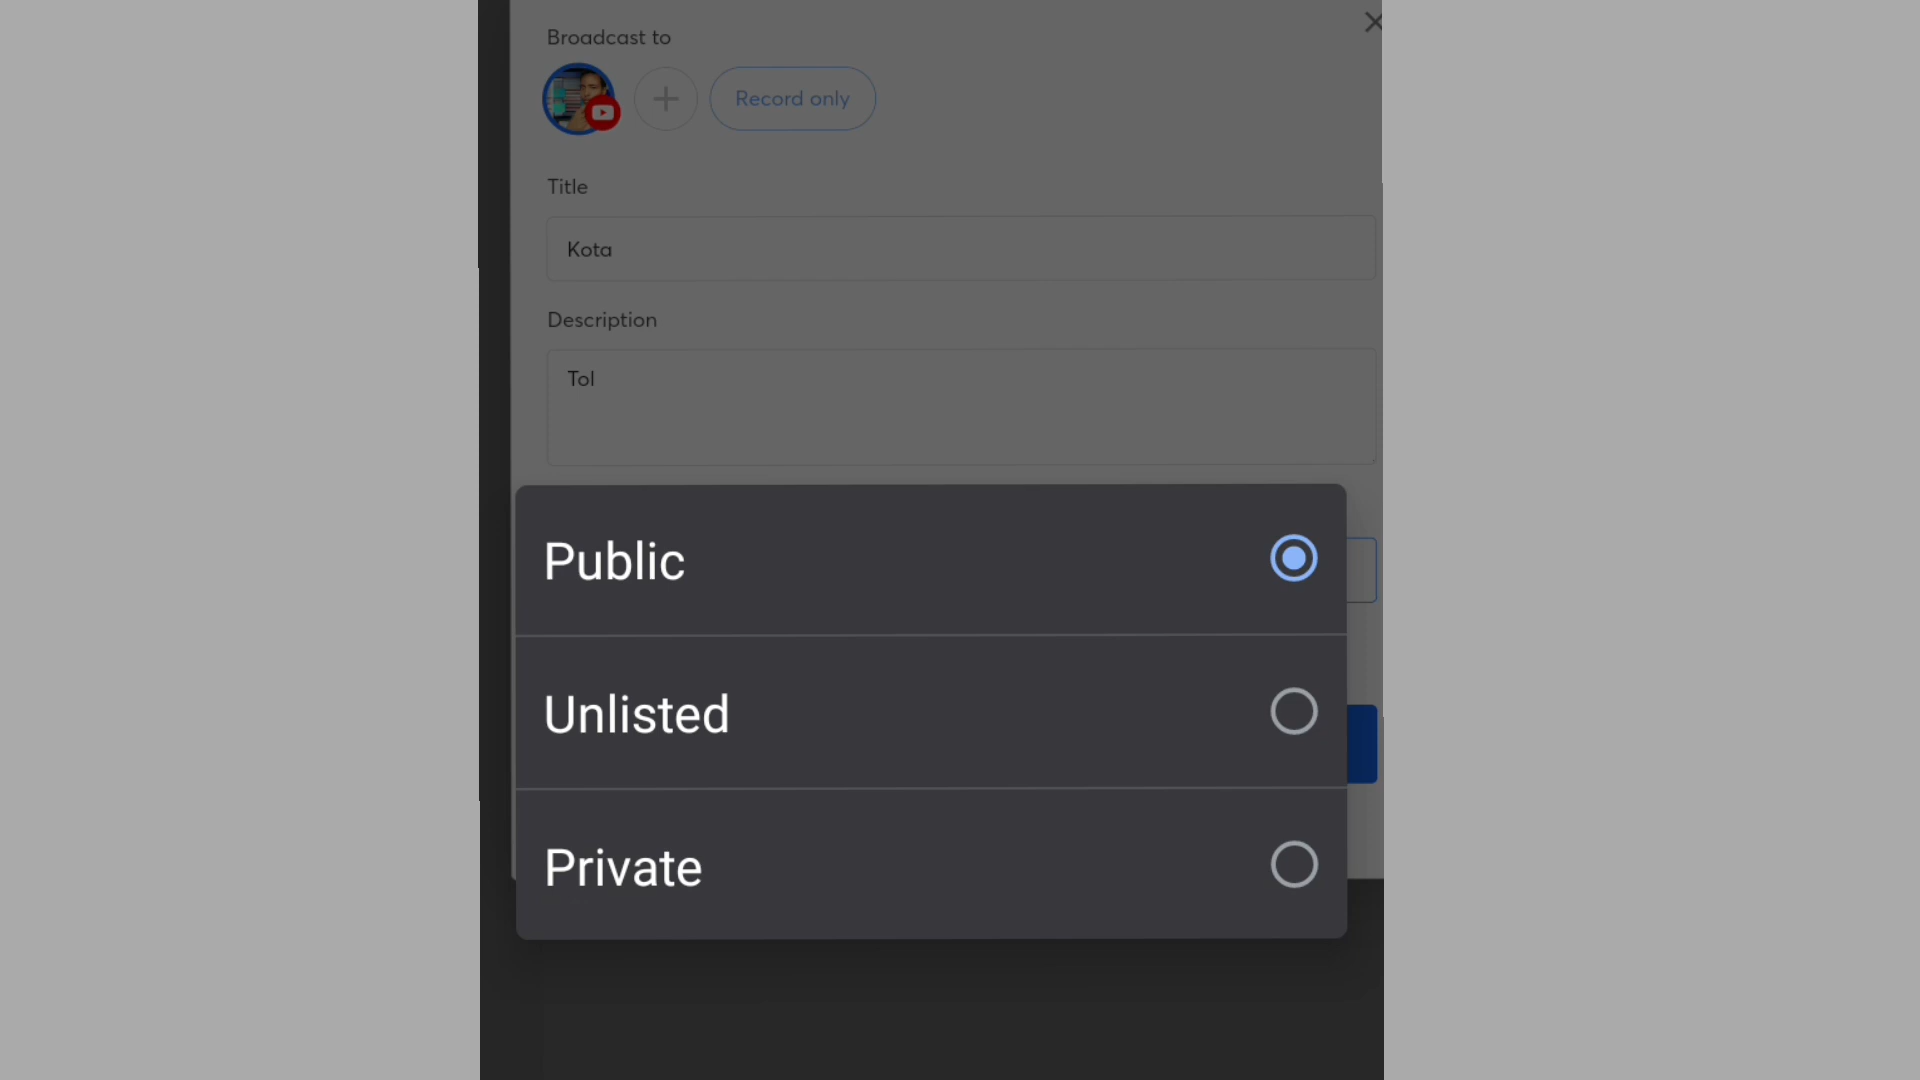 Broadcast to
Record only
Title
Kota
Description
Tol
Public
Unlisted
Private